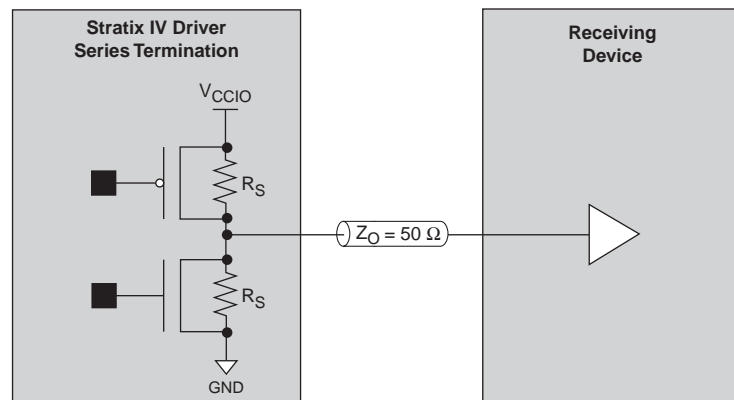 Stratix IV Driver
Series Termination
Receiving
Device
VCCIO
RS
ZO = 50 Ω
RS
GND